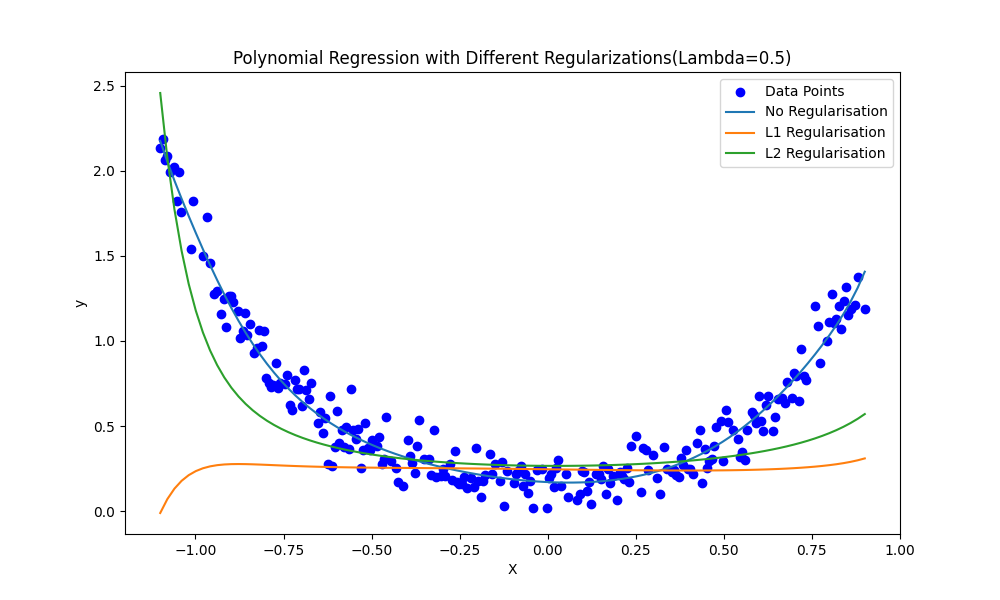 Polynomial Regression with Different Regularizations(Lambda=0.5)
2.5
2.0
1.5
1.0
0.5
0.0
y
Data Points
No Regularisation
L1 Regularisation
L2 Regularisation
−1.00 −0.75 −0.50 −0.25 0.00 0.25 0.50 0.75 1.00
X